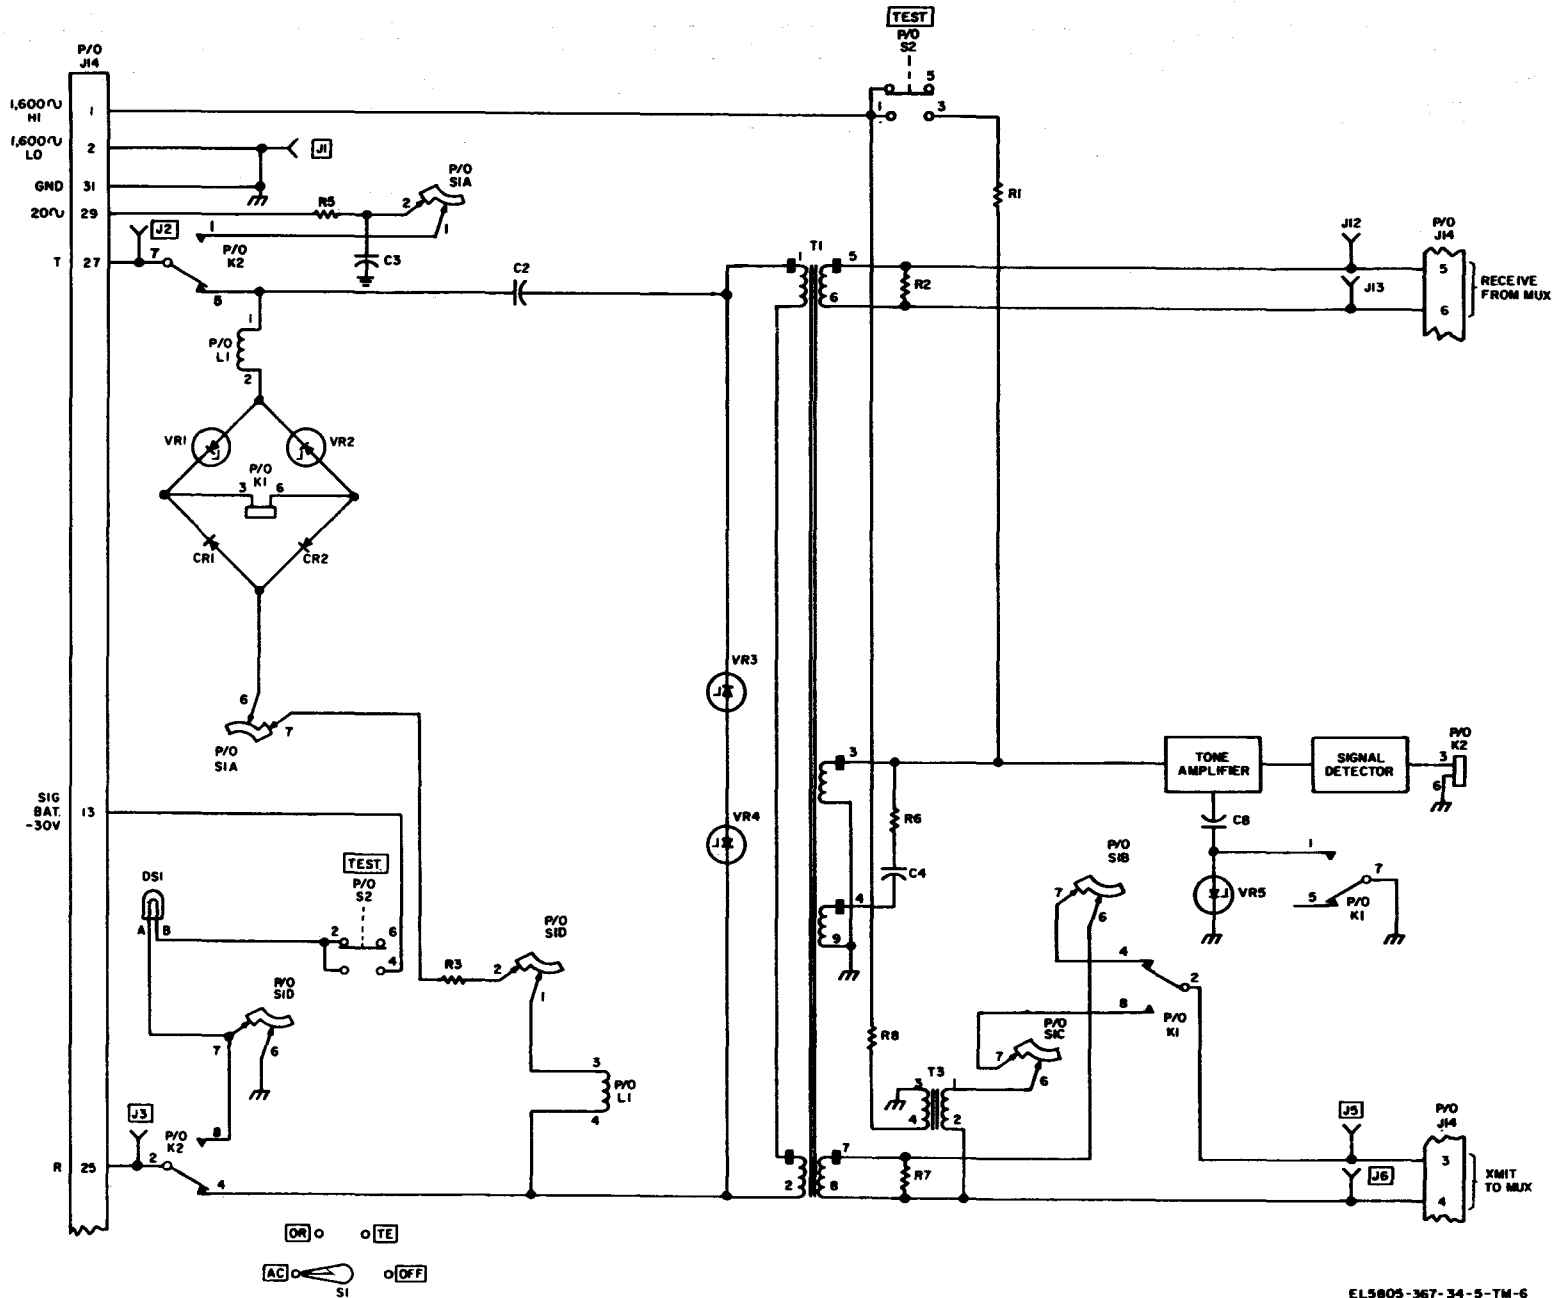 TEST
P/O
S2
5
1
3
P/O
J14
1,600∿
HI
1
1,600∿
LO
2
J1
GND
31
20∿
29
R5
2
P/O
S1A
1
J2
1
T
27
7
P/O
K2
C3
5
C2
R1
T1
1
5
6
R2
J12
J13
P/O
J14
5
6
RECEIVE
FROM MUX
1
P/O
L1
2
VR1
VR2
P/O
K1
3
6
CR1
CR2
6
7
P/O
S1A
VR3
VR4
3
TONE
AMPLIFIER
SIGNAL
DETECTOR
P/O
K2
3
6
SIG
BAT.
-30V
13
R6
C4
4
9
C8
1
VR5
7
5
P/O
K1
P/O
S1B
7
6
DS1
A
B
TEST
P/O
S2
2
6
4
R3
2
P/O
S1D
1
P/O
S1D
7
6
4
2
8
P/O
K1
P/O
S1C
7
6
R8
T3
3
1
4
2
3
P/O
L1
4
J3
P/O
K2
8
R
25
2
4
2
7
8
R7
J5
J6
P/O
J14
3
4
XMIT
TO MUX
OR
TE
AC
OFF
S1
EL5805-367-34-5-TM-6